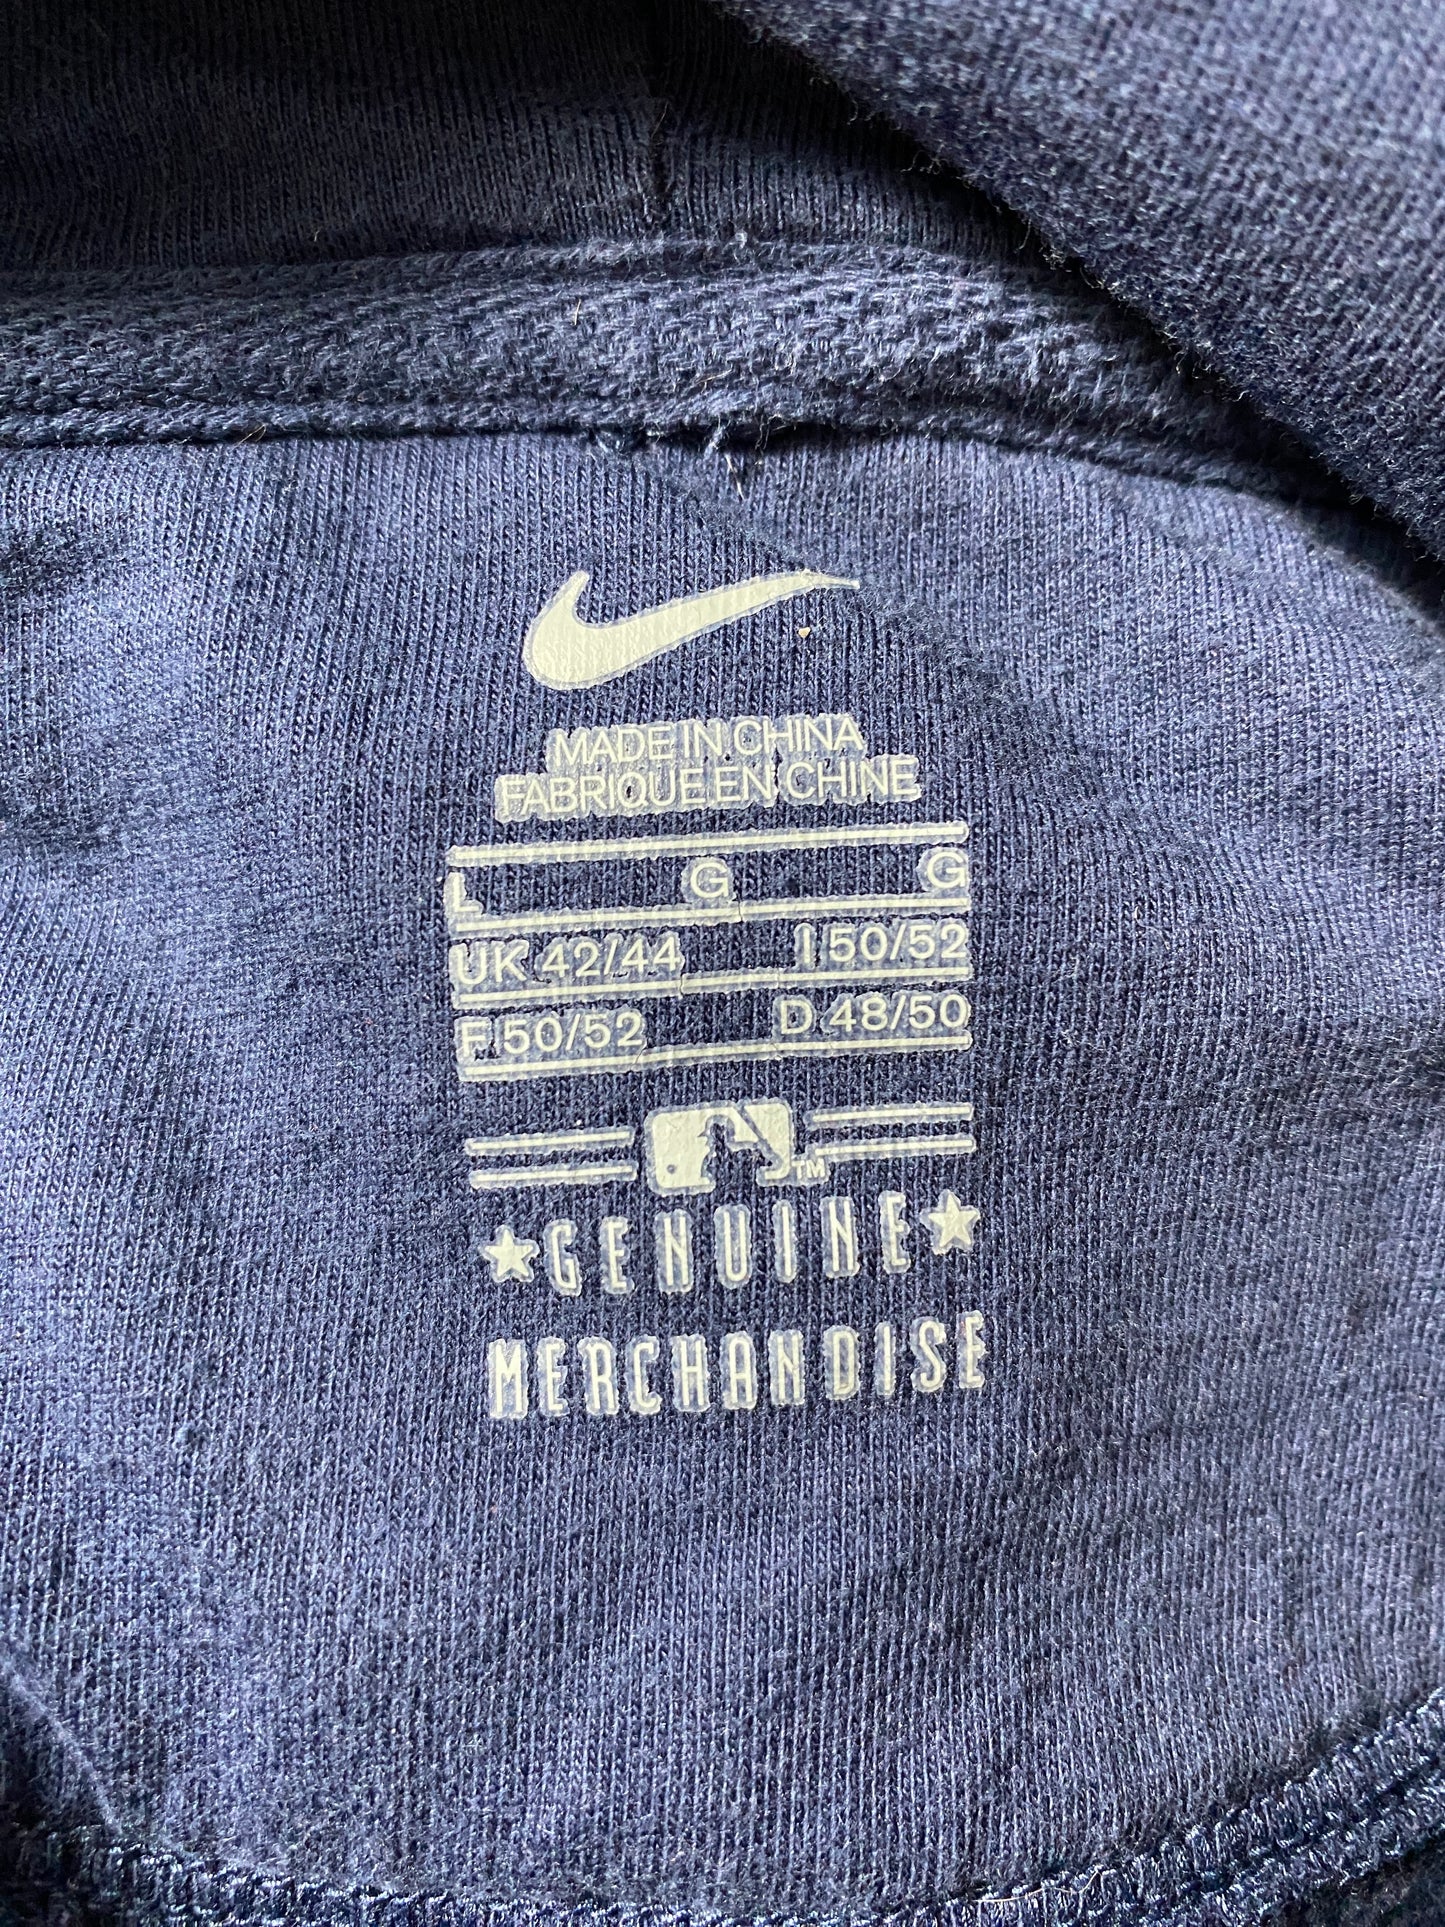 MADE IN CHINA
FABRIQUE EN CHINE
L G G
UK 42/44 I 50/52
F 50/52 D 48/50
TM
★GENUINE★
MERCHANDISE